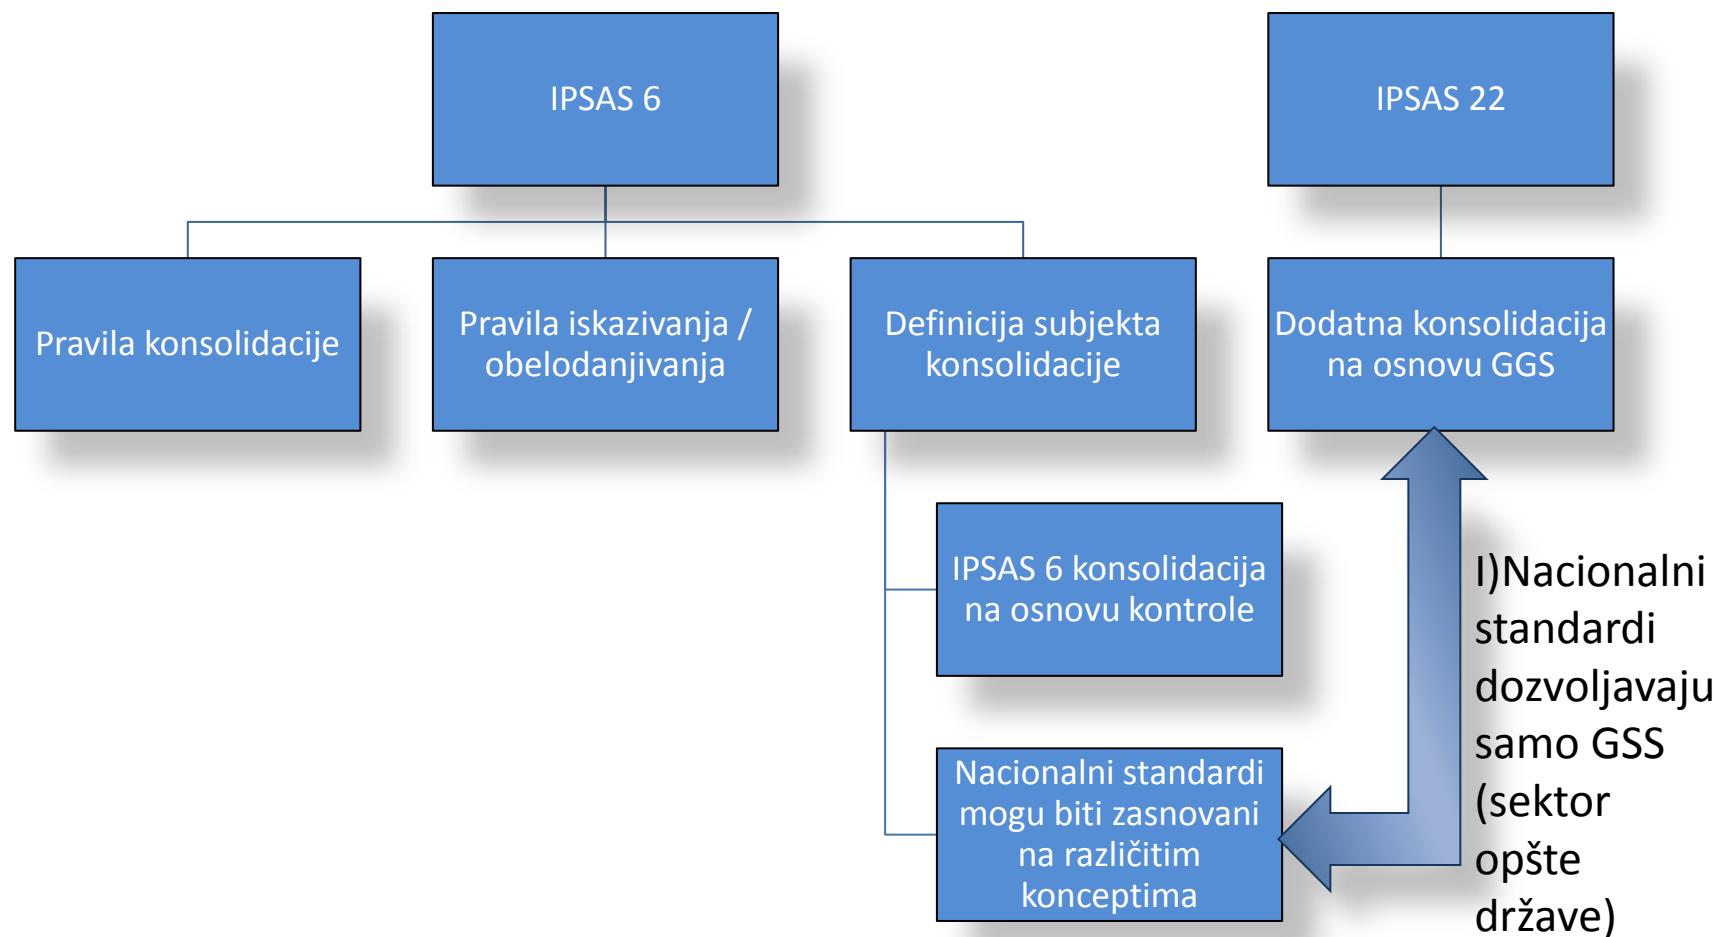 IPSAS 6
IPSAS 22
Pravila konsolidacije
Pravila iskazivanja /
obelodanjivanja
Definicija subjekta
konsolidacije
Dodatna konsolidacija
na osnovu GGS
IPSAS 6 konsolidacija
na osnovu kontrole
Nacionalni standardi
mogu biti zasnovani
na različitim
konceptima
I)Nacionalni
standardi
dozvoljavaju
samo GSS
(sektor
opšte
države)